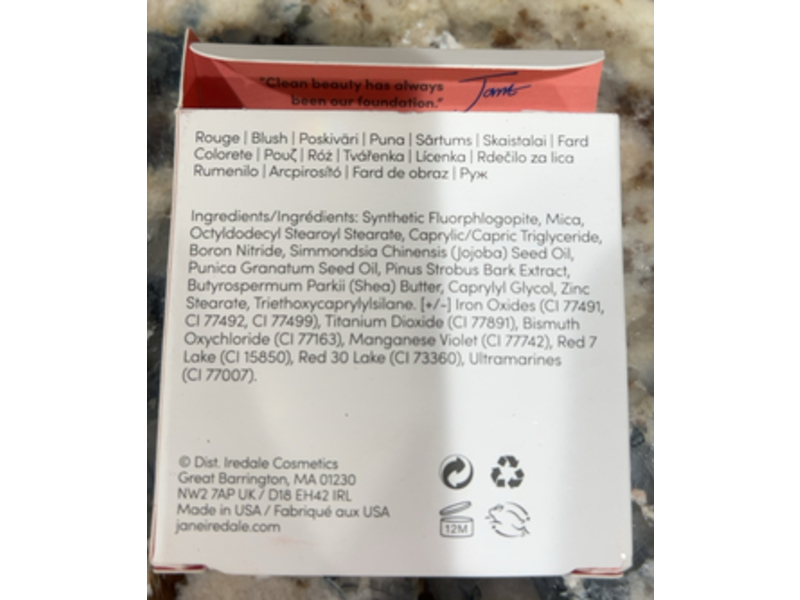 "Clean beauty has always
been our foundation." Jane
Rouge | Blush | Poskiväri | Puna | Sārtums | Skaistalai | Fard
Colorete | Ρουζ | Róż | Tvářenka | Lícenka | Rdečilo za lica
Rumenilo | Arcpirosító | Fard de obraz | Руж
Ingredients/Ingrédients: Synthetic Fluorphlogopite, Mica,
Octyldodecyl Stearoyl Stearate, Caprylic/Capric Triglyceride,
Boron Nitride, Simmondsia Chinensis (Jojoba) Seed Oil,
Punica Granatum Seed Oil, Pinus Strobus Bark Extract,
Butyrospermum Parkii (Shea) Butter, Caprylyl Glycol, Zinc
Stearate, Triethoxycaprylylsilane. [+/-] Iron Oxides (CI 77491,
CI 77492, CI 77499), Titanium Dioxide (CI 77891), Bismuth
Oxychloride (CI 77163), Manganese Violet (CI 77742), Red 7
Lake (CI 15850), Red 30 Lake (CI 73360), Ultramarines
(CI 77007).
© Dist. Iredale Cosmetics
Great Barrington, MA 01230
NW2 7AP UK / D18 EH42 IRL
Made in USA / Fabriqué aux USA
janeiredale.com
12M